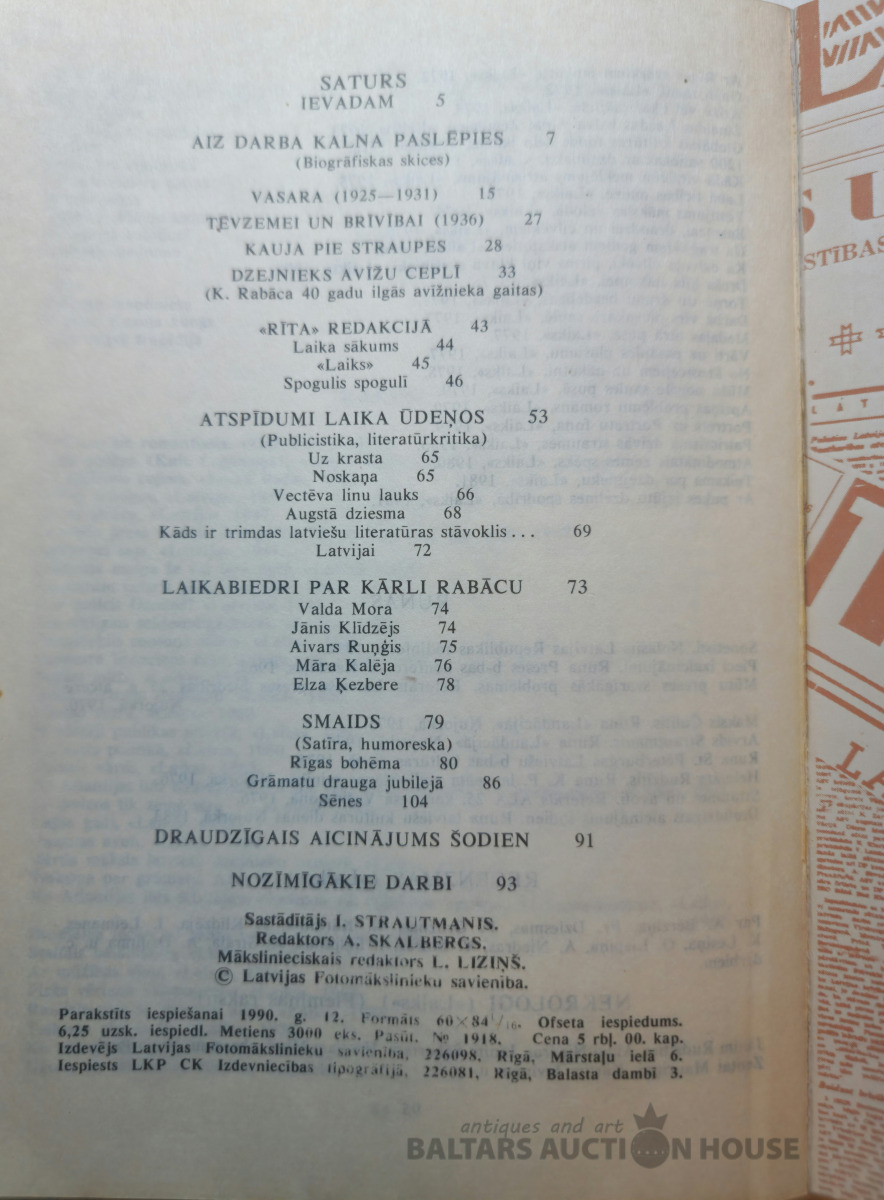 SATURS
IEVADAM 5
AIZ DARBA KALNA PASLĒPIES 7
(Biogrāfiskas skices)
VASARA (1925—1931) 15
TĒVZEMEI UN BRĪVĪBAI (1936) 27
KAUJA PIE STRAUPES 28
DZEJNIEKS AVĪŽU CEPLĪ 33
(K. Rabāca 40 gadu ilgās avīžnieka gaitas)
«RĪTA» REDAKCIJĀ 43
Laika sākums 44
«Laiks» 45
Spogulis spogulī 46
ATSPĪDUMI LAIKA ŪDEŅOS 53
(Publicistika, literatūrkritika)
Uz krasta 65
Noskaņa 65
Vectēva linu lauks 66
Augstā dziesma 68
Kāds ir trimdas latviešu literatūras stāvoklis... 69
Latvijai 72
LAIKABIEDRI PAR KĀRLI RABĀCU 73
Valda Mora 74
Jānis Klīdzējs 74
Aivars Ruņģis 75
Māra Kalēja 76
Elza Ķezbere 78
SMAIDS 79
(Satīra, humoreska)
Rīgas bohēma 80
Grāmatu drauga jubilejā 86
Sēnes 104
DRAUDZĪGAIS AICINĀJUMS ŠODIEN 91
NOZĪMĪGĀKIE DARBI 93
Sastādītājs I. STRAUTMANIS.
Redaktors A. SKALBERGS.
Mākslinieciskais redaktors L. LIZIŅŠ.
© Latvijas Fotomākslinieku savienība.
Parakstīts iespiešanai 1990. g. 12. Formāts 60×84 1/16. Ofseta iespiedums.
6,25 uzsk. iespiedl. Metiens 3000 eks. Pasūt. № 1918. Cena 5 rbļ. 00. kap.
Izdevējs Latvijas Fotomākslinieku savienība, 226098, Rīgā, Mārstaļu ielā 6.
Iespiests LKP CK Izdevniecības tipogrāfijā, 226081, Rīgā, Balasta dambī 3.
antiques and art
BALTARS AUCTION HOUSE